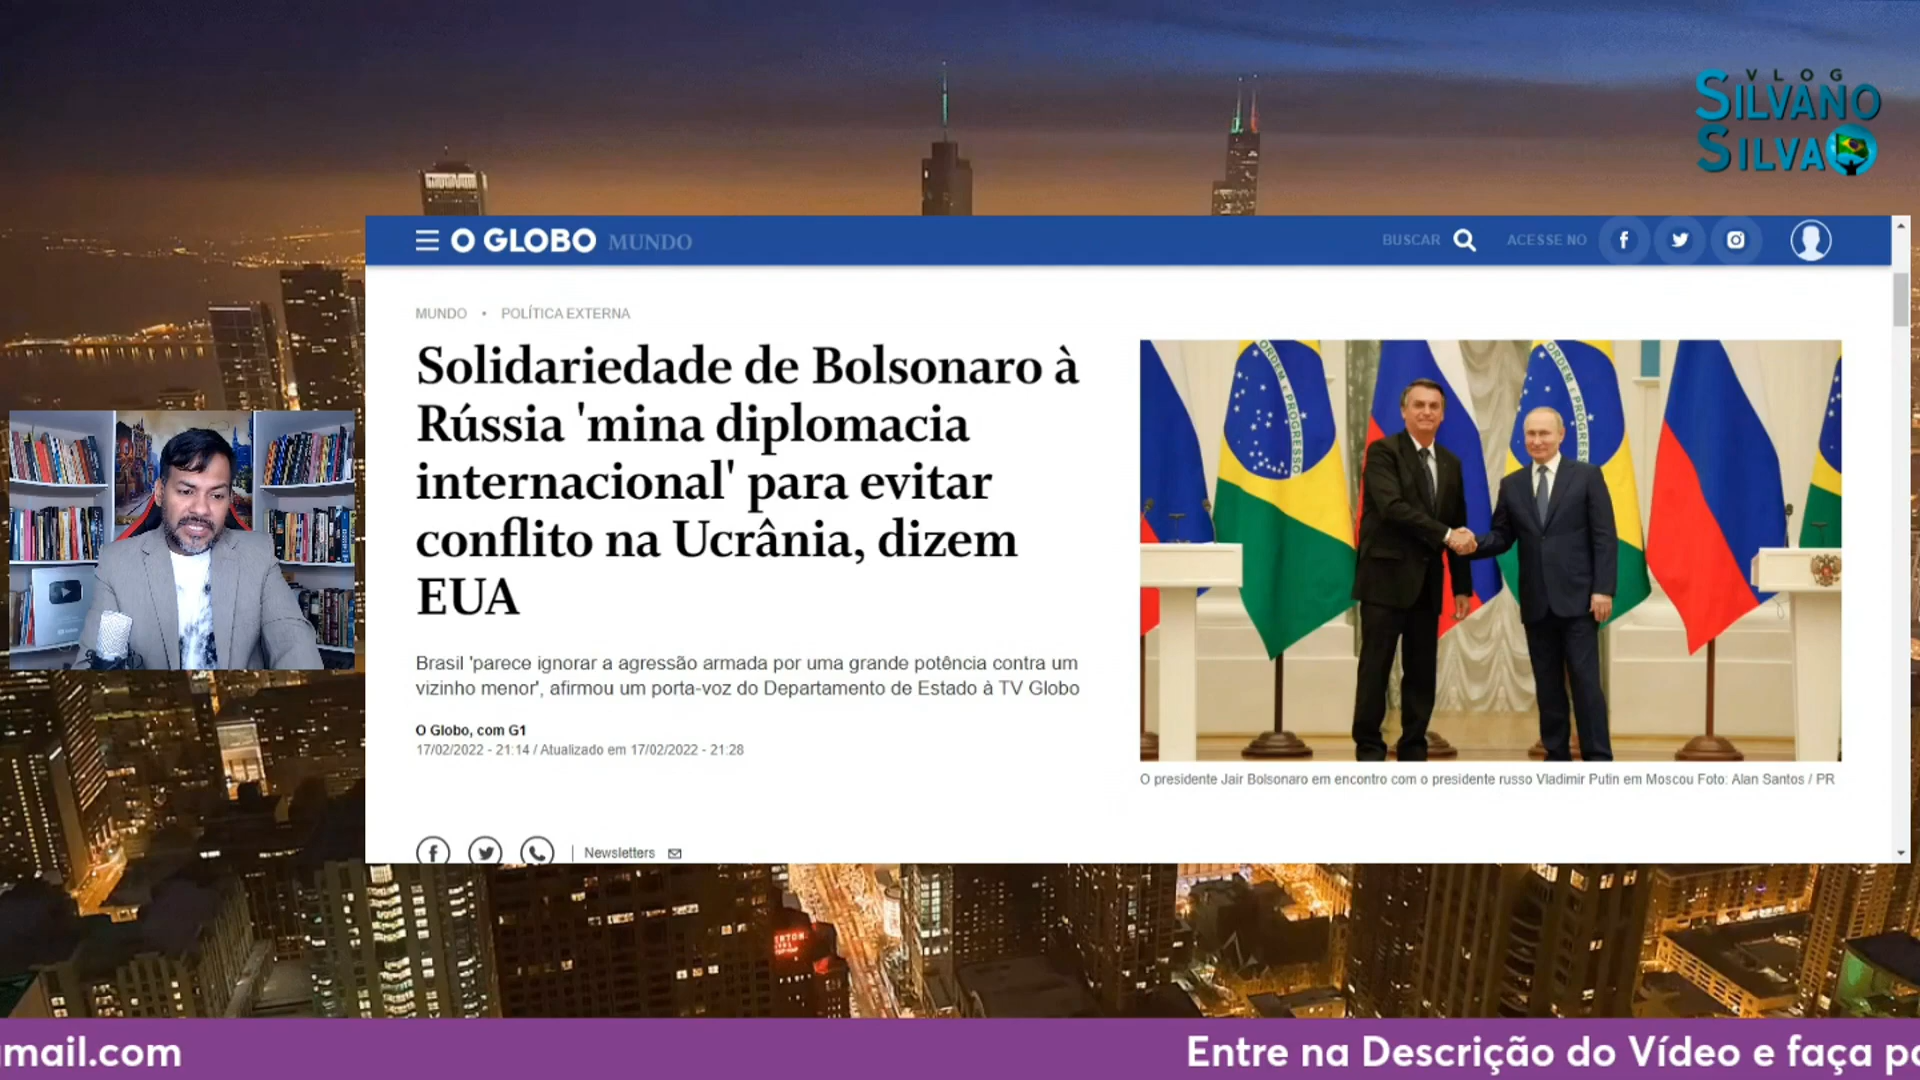 VLOG
SILVANO
SILVA
O GLOBO MUNDO
BUSCAR
ACESSE NO
MUNDO • POLÍTICA EXTERNA
Solidariedade de Bolsonaro à
Rússia 'mina diplomacia
internacional' para evitar
conflito na Ucrânia, dizem
EUA
Brasil 'parece ignorar a agressão armada por uma grande potência contra um
vizinho menor', afirmou um porta-voz do Departamento de Estado à TV Globo
O Globo, com G1
17/02/2022 - 21:14 / Atualizado em 17/02/2022 - 21:28
ORDEM E PROGRESSO
ORDEM E PROGRESSO
O presidente Jair Bolsonaro em encontro com o presidente russo Vladimir Putin em Moscou Foto: Alan Santos / PR
Newsletters
mail.com
Entre na Descrição do Vídeo e faça